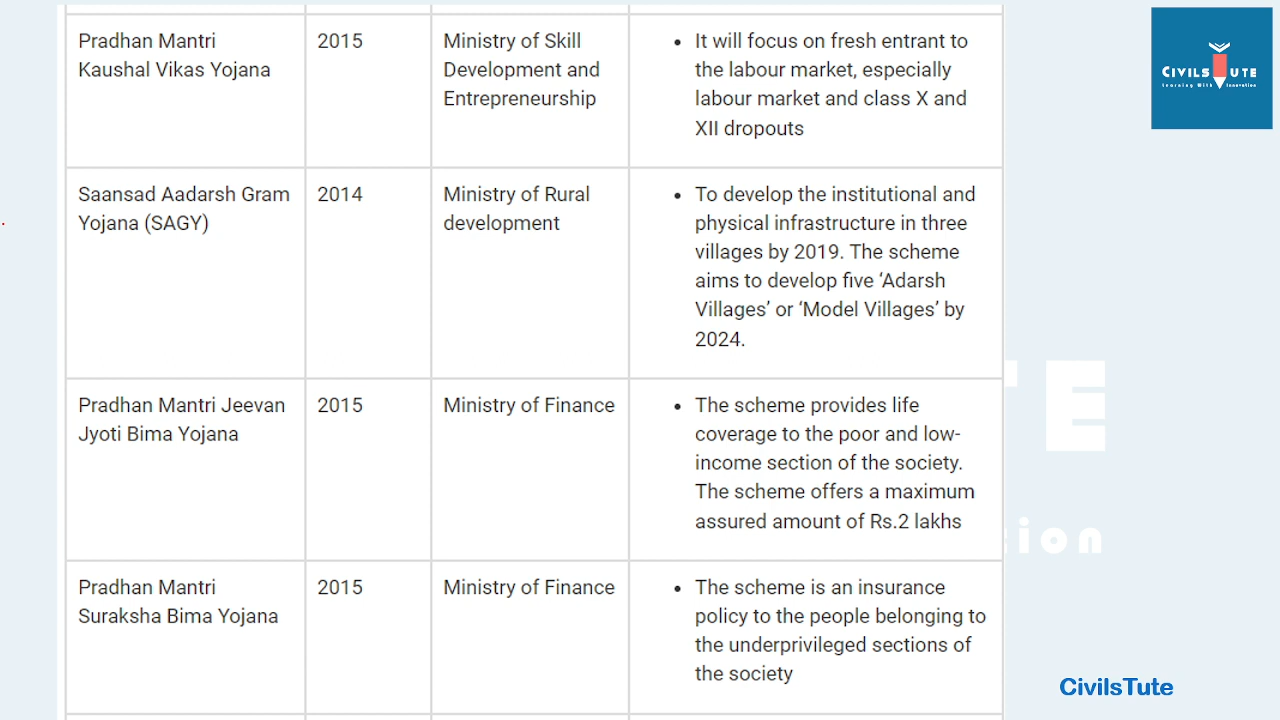 Pradhan Mantri
Kaushal Vikas Yojana
2015
Ministry of Skill
Development and
Entrepreneurship
• It will focus on fresh entrant to
the labour market, especially
labour market and class X and
XII dropouts
Saansad Aadarsh Gram
Yojana (SAGY)
2014
Ministry of Rural
development
• To develop the institutional and
physical infrastructure in three
villages by 2019. The scheme
aims to develop five ‘Adarsh
Villages’ or ‘Model Villages’ by
2024.
Pradhan Mantri Jeevan
Jyoti Bima Yojana
2015
Ministry of Finance
• The scheme provides life
coverage to the poor and low-
income section of the society.
The scheme offers a maximum
assured amount of Rs.2 lakhs
Pradhan Mantri
Suraksha Bima Yojana
2015
Ministry of Finance
• The scheme is an insurance
policy to the people belonging to
the underprivileged sections of
the society
CIVILSTUTE
Learning With Innovation
TE
ion
CivilsTute